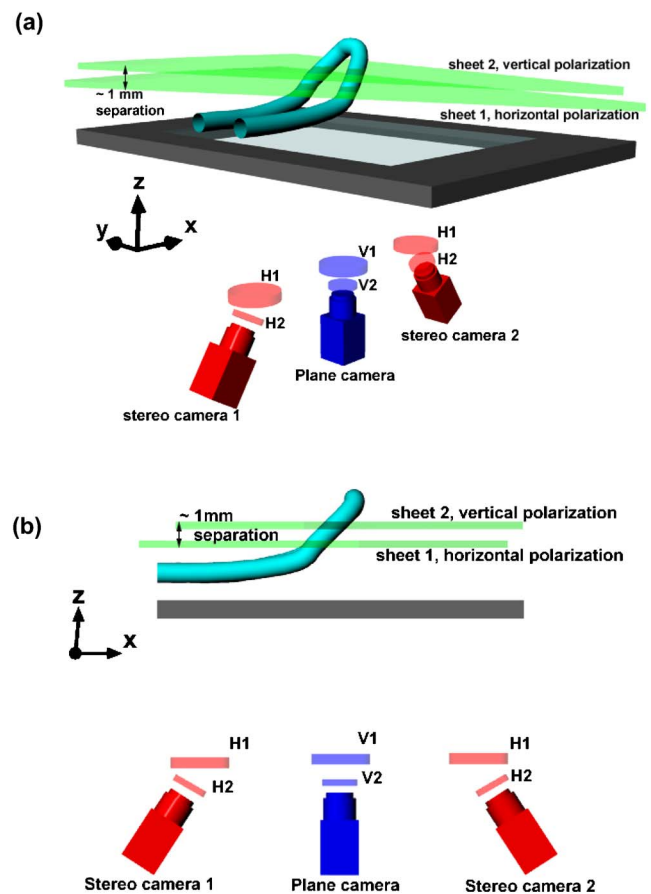 (a)
sheet 2, vertical polarization
~ 1 mm
separation
sheet 1, horizontal polarization
z
y
x
H1
V1
H1
H2
V2
H2
stereo camera 2
Plane camera
stereo camera 1
(b)
~ 1mm
separation
sheet 2, vertical polarization
sheet 1, horizontal polarization
z
x
H1
V1
H1
H2
V2
H2
Stereo camera 1
Plane camera
Stereo camera 2